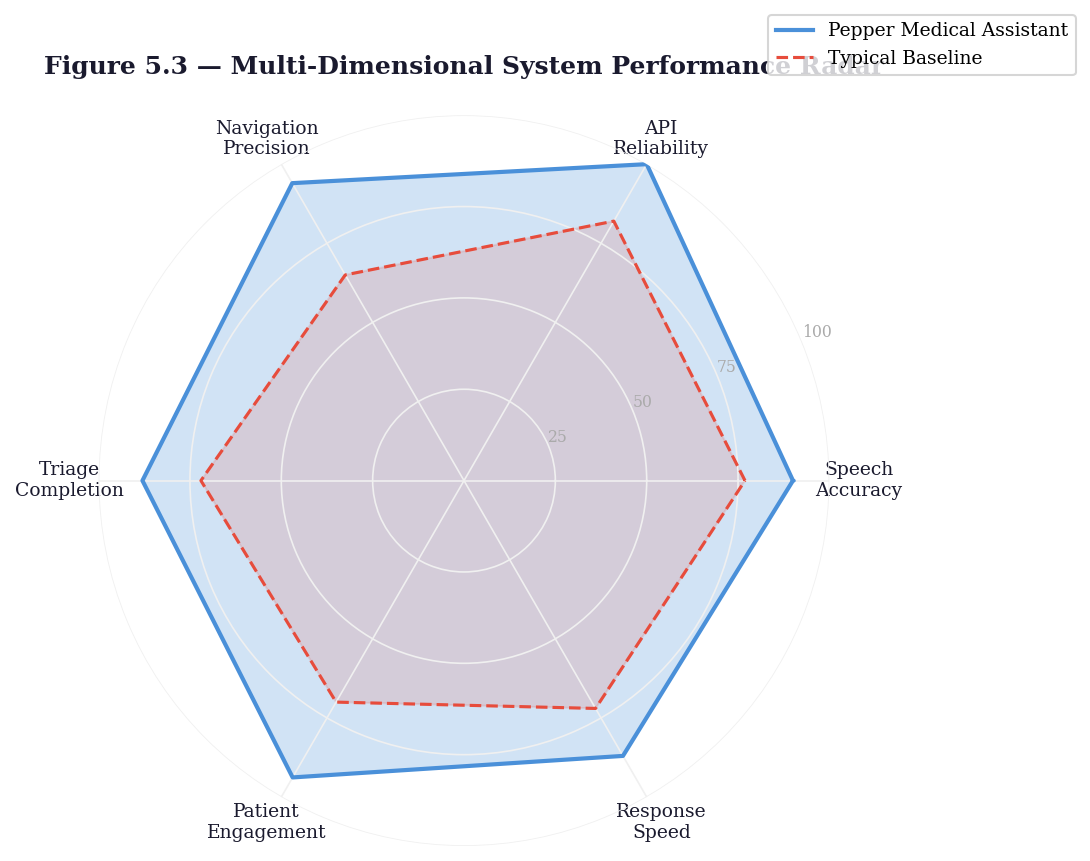 Pepper Medical Assistant
Typical Baseline
Figure 5.3 — Multi-Dimensional System Performance Radar
Navigation
Precision
API
Reliability
100
75
50
25
Triage
Completion
Speech
Accuracy
Patient
Engagement
Response
Speed